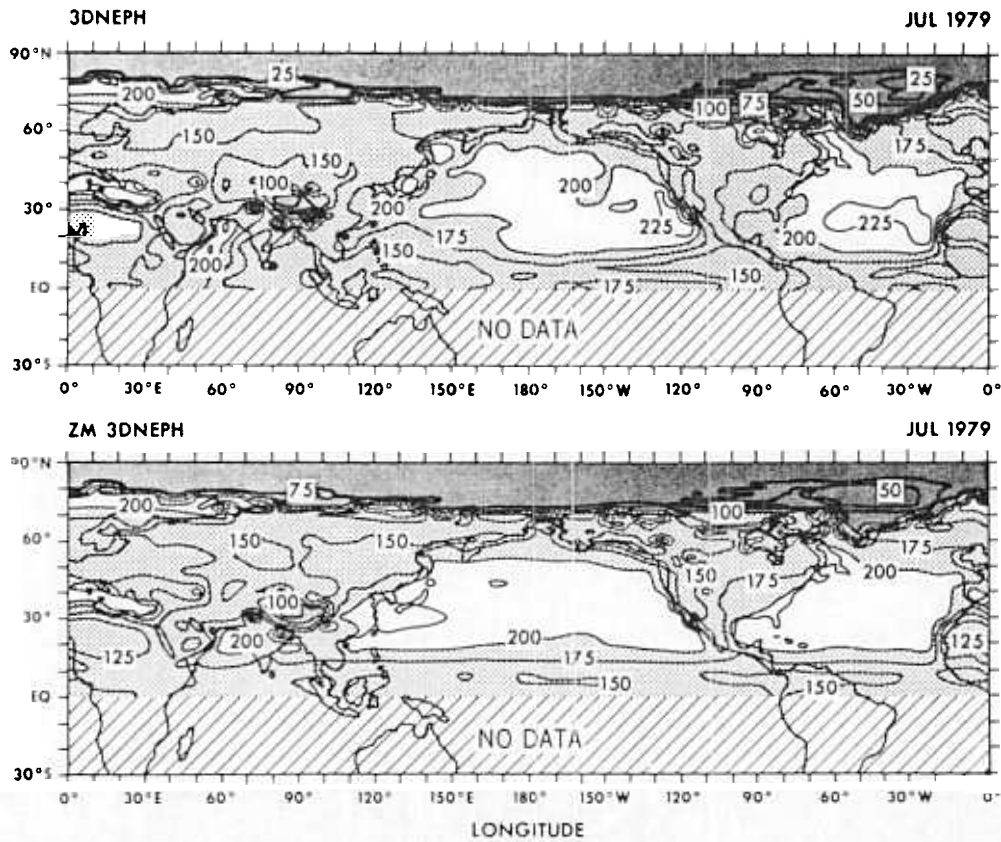 3DNEPH JUL 1979
90°N
25 25
200 100 75 50
60° 150 175
150
100 200 200
30° 225 225
200 175 200
150 150
EQ 175
NO DATA
30°S
0° 30°E 60° 90° 120° 150°E 180° 150°W 120° 90° 60° 30°W 0°
ZM 3DNEPH JUL 1979
75 50
200 100
60° 150 150 175
150 175 200
30° 100
125 200 200 125
175
150 150
EQ
NO DATA
30°S
0° 30°E 60° 90° 120° 150°E 180° 150°W 120° 90° 60° 30°W
LONGITUDE